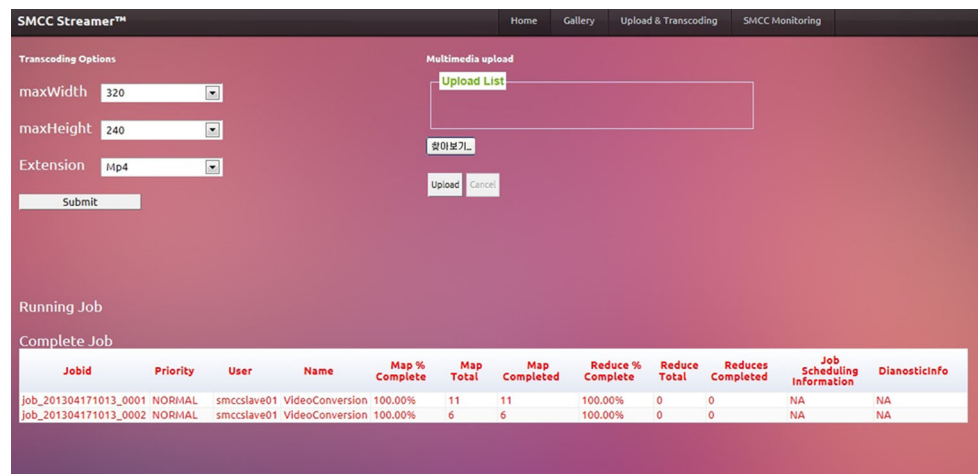 SMCC Streamer™ Home Gallery Upload & Transcoding SMCC Monitoring
Transcoding Options
maxWidth 320
maxHeight 240
Extension Mp4
Submit
Multimedia upload
Upload List
찾아보기...
Upload Cancel
Running Job
Complete Job
Jobid Priority User Name Map % Complete Map Total Map Completed Reduce % Complete Reduce Total Reduces Completed Job Scheduling Information DianosticInfo
job_201304171013_0001 NORMAL smccslave01 VideoConversion 100.00% 11 11 100.00% 0 0 NA NA
job_201304171013_0002 NORMAL smccslave01 VideoConversion 100.00% 6 6 100.00% 0 0 NA NA